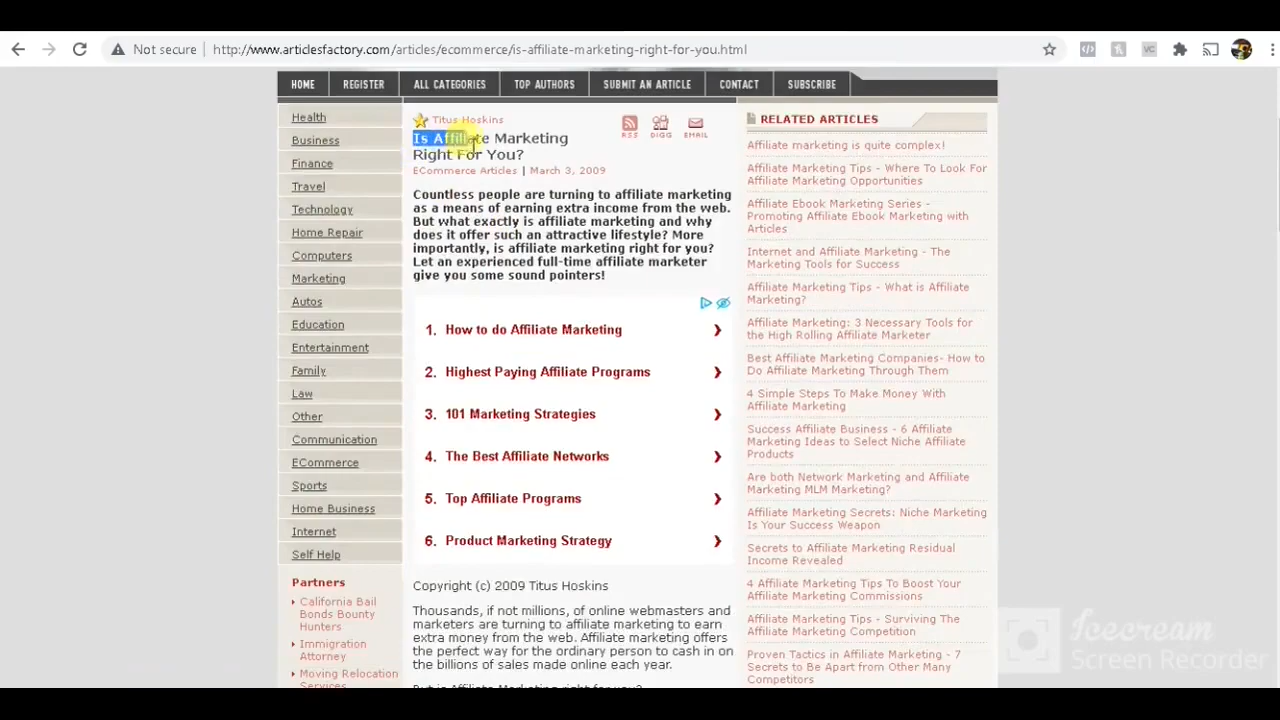 Not secure
http://www.articlesfactory.com/articles/ecommerce/is-affiliate-marketing-right-for-you.html
HOME
REGISTER
ALL CATEGORIES
TOP AUTHORS
SUBMIT AN ARTICLE
CONTACT
SUBSCRIBE
Health
Business
Finance
Travel
Technology
Home Repair
Computers
Marketing
Autos
Education
Entertainment
Family
Law
Other
Communication
ECommerce
Sports
Home Business
Internet
Self Help
Partners
California Bail
Bonds Bounty
Hunters
Immigration
Attorney
Moving Relocation
Services
Titus Hoskins
Is Affiliate Marketing
Right For You?
ECommerce Articles | March 3, 2009
RSS
DIGG
EMAIL
Countless people are turning to affiliate marketing
as a means of earning extra income from the web.
But what exactly is affiliate marketing and why
does it offer such an attractive lifestyle? More
importantly, is affiliate marketing right for you?
Let an experienced full-time affiliate marketer
give you some sound pointers!
1. How to do Affiliate Marketing
2. Highest Paying Affiliate Programs
3. 101 Marketing Strategies
4. The Best Affiliate Networks
5. Top Affiliate Programs
6. Product Marketing Strategy
Copyright (c) 2009 Titus Hoskins
Thousands, if not millions, of online webmasters and
marketers are turning to affiliate marketing to earn
extra money from the web. Affiliate marketing offers
the perfect way for the ordinary person to cash in on
the billions of sales made online each year.
But is Affiliate Marketing right for you?
RELATED ARTICLES
Affiliate marketing is quite complex!
Affiliate Marketing Tips - Where To Look For
Affiliate Marketing Opportunities
Affiliate Ebook Marketing Series -
Promoting Affiliate Ebook Marketing with
Articles
Internet and Affiliate Marketing - The
Marketing Tools for Success
Affiliate Marketing Tips - What is Affiliate
Marketing?
Affiliate Marketing: 3 Necessary Tools for
the High Rolling Affiliate Marketer
Best Affiliate Marketing Companies- How to
Do Affiliate Marketing Through Them
4 Simple Steps To Make Money With
Affiliate Marketing
Success Affiliate Business - 6 Affiliate
Marketing Ideas to Select Niche Affiliate
Products
Are both Network Marketing and Affiliate
Marketing MLM Marketing?
Affiliate Marketing Secrets: Niche Marketing
Is Your Success Weapon
Secrets to Affiliate Marketing Residual
Income Revealed
4 Affiliate Marketing Tips To Boost Your
Affiliate Marketing Commissions
Affiliate Marketing Tips - Surviving The
Affiliate Marketing Competition
Proven Tactics in Affiliate Marketing - 7
Secrets to Be Apart from Other Many
Competitors
Icecream
Screen Recorder